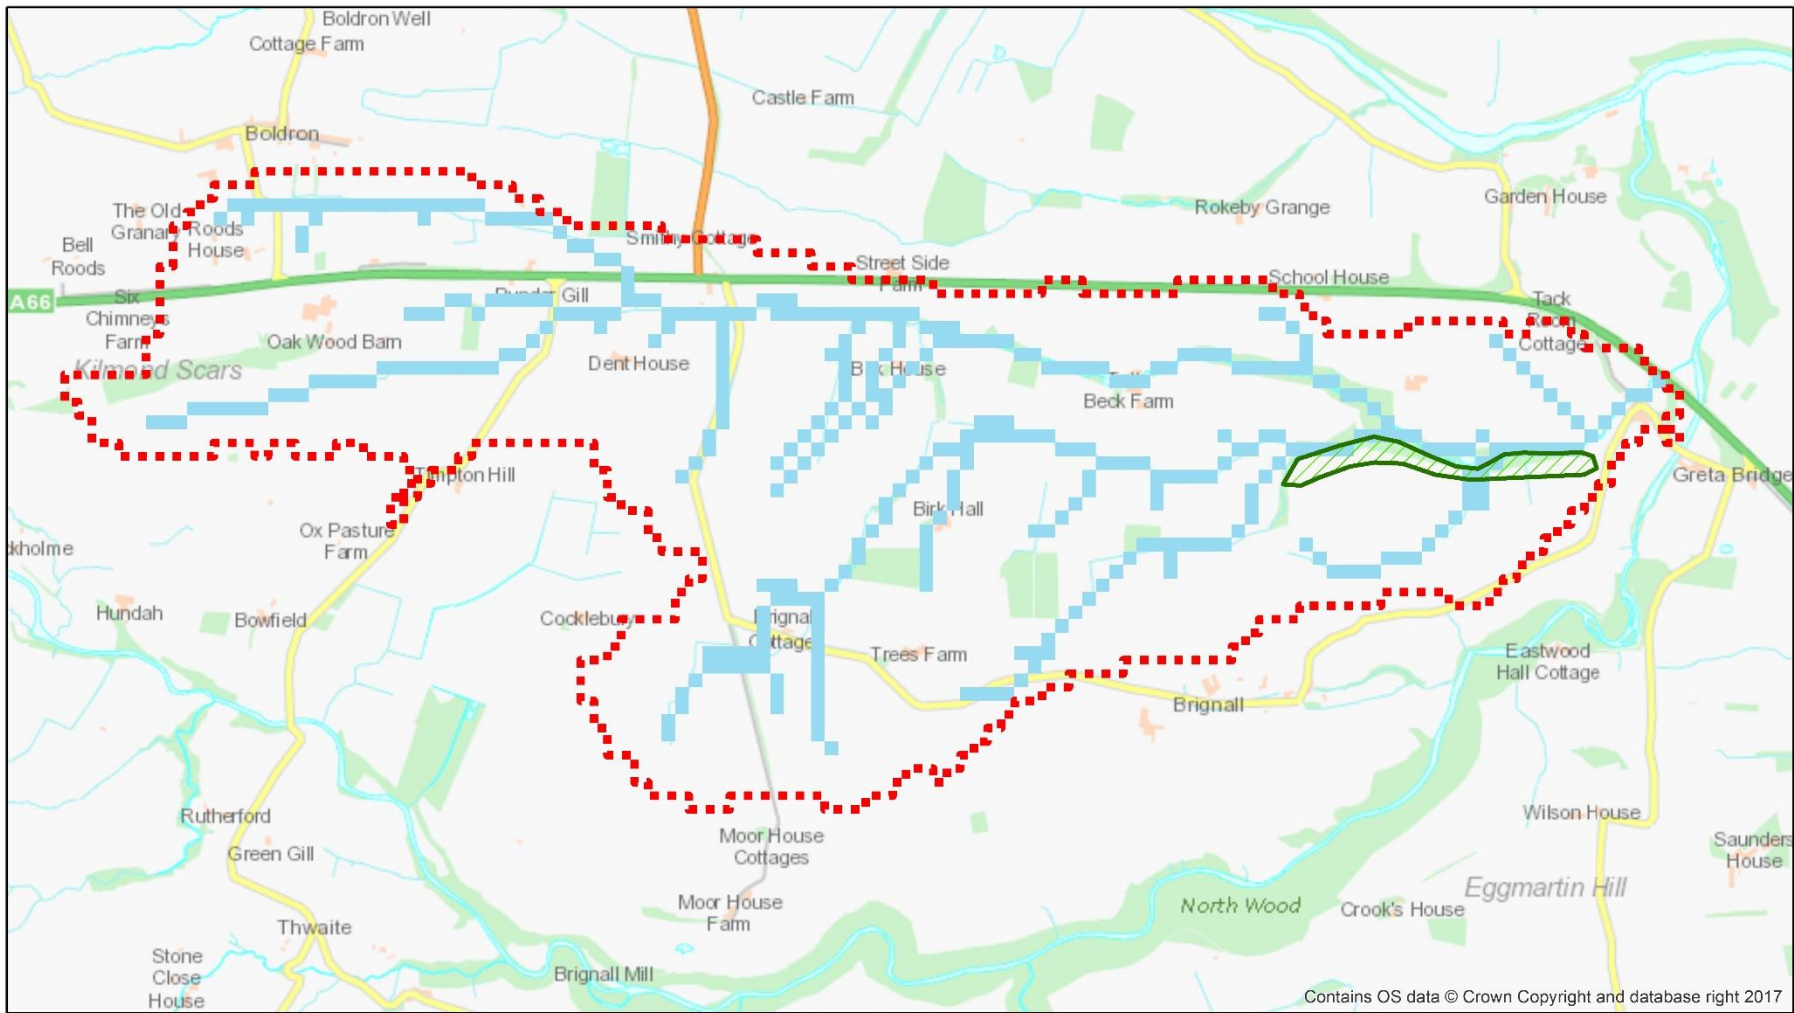 Boldron Well
Cottage Farm
Castle Farm
Boldron
Garden House
Rokeby Grange
The Old
Granary
Roods
House
Bell
Roods
Smithy Cottage
Street Side
Farm
School House
A66
Six
Chimneys
Farm
Gill
Tack
Room
Cottage
Oak Wood Barn
Kilmond Scars
Dent House
Birk House
Beck Farm
Timpton Hill
Greta Bridge
Birk Hall
Ox Pasture
Farm
ckholme
Hundah
Bowfield
Cocklebury
Brignall
Cottage
Trees Farm
Eastwood
Hall Cottage
Brignall
Rutherford
Green Gill
Moor House
Cottages
Wilson House
Saunders
House
Eggmartin Hill
Moor House
Farm
North Wood
Crook's House
Thwaite
Stone
Close
House
Brignall Mill
Contains OS data © Crown Copyright and database right 2017